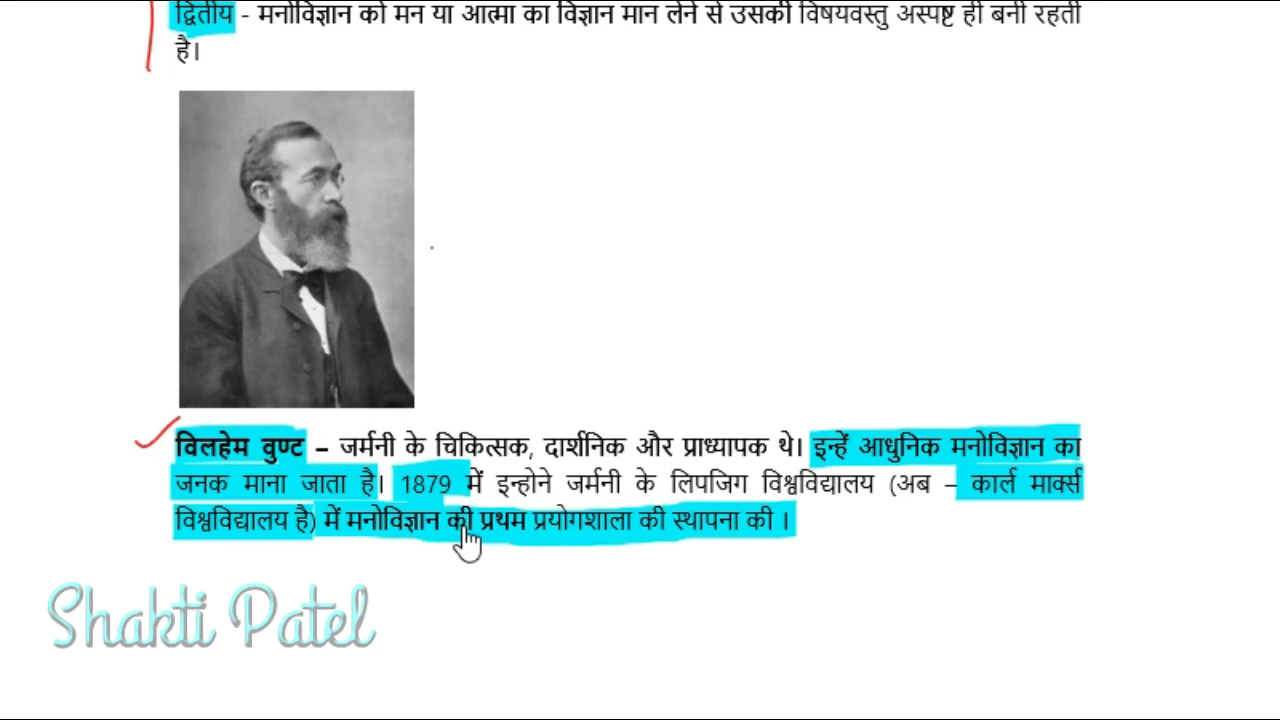 द्वितीय - मनोविज्ञान को मन या आत्मा का विज्ञान मान लेने से उसकी विषयवस्तु अस्पष्ट ही बनी रहती
है।
विलहेम वुण्ट – जर्मनी के चिकित्सक, दार्शनिक और प्राध्यापक थे। इन्हें आधुनिक मनोविज्ञान का
जनक माना जाता है। 1879 में इन्होने जर्मनी के लिपजिग विश्वविद्यालय (अब – कार्ल मार्क्स
विश्वविद्यालय है) में मनोविज्ञान की प्रथम प्रयोगशाला की स्थापना की ।
Shakti Patel